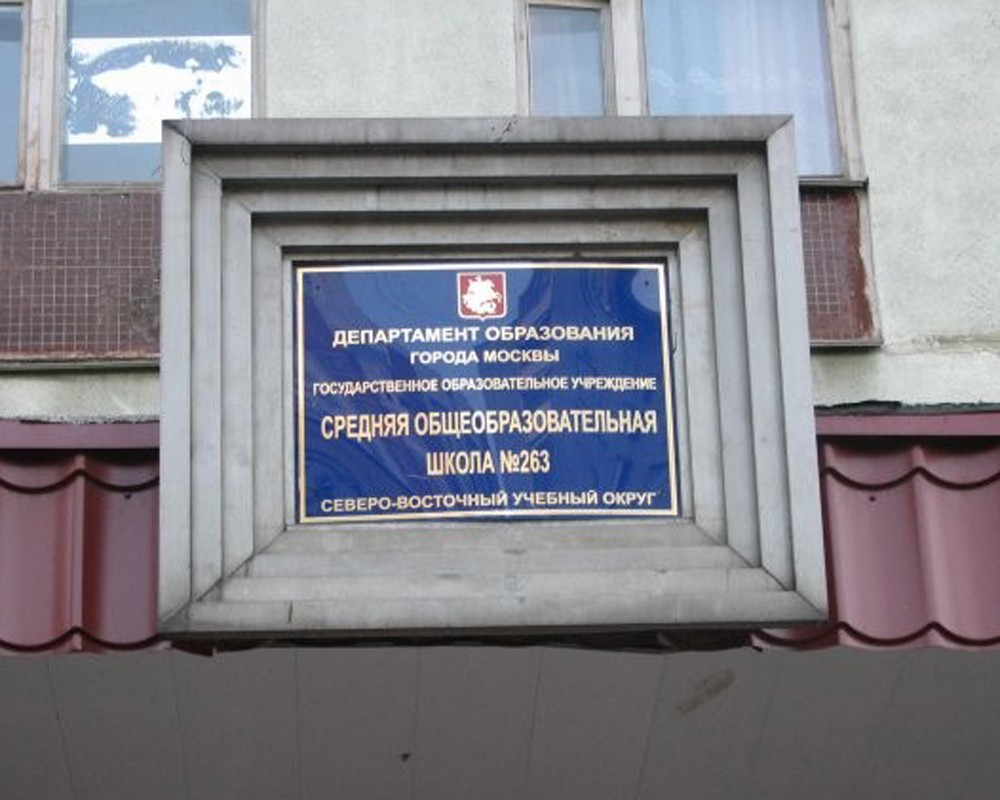 ДЕПАРТАМЕНТ ОБРАЗОВАНИЯ
ГОРОДА МОСКВЫ
ГОСУДАРСТВЕННОЕ ОБРАЗОВАТЕЛЬНОЕ УЧРЕЖДЕНИЕ
СРЕДНЯЯ ОБЩЕОБРАЗОВАТЕЛЬНАЯ
ШКОЛА №263
СЕВЕРО-ВОСТОЧНЫЙ УЧЕБНЫЙ ОКРУГ